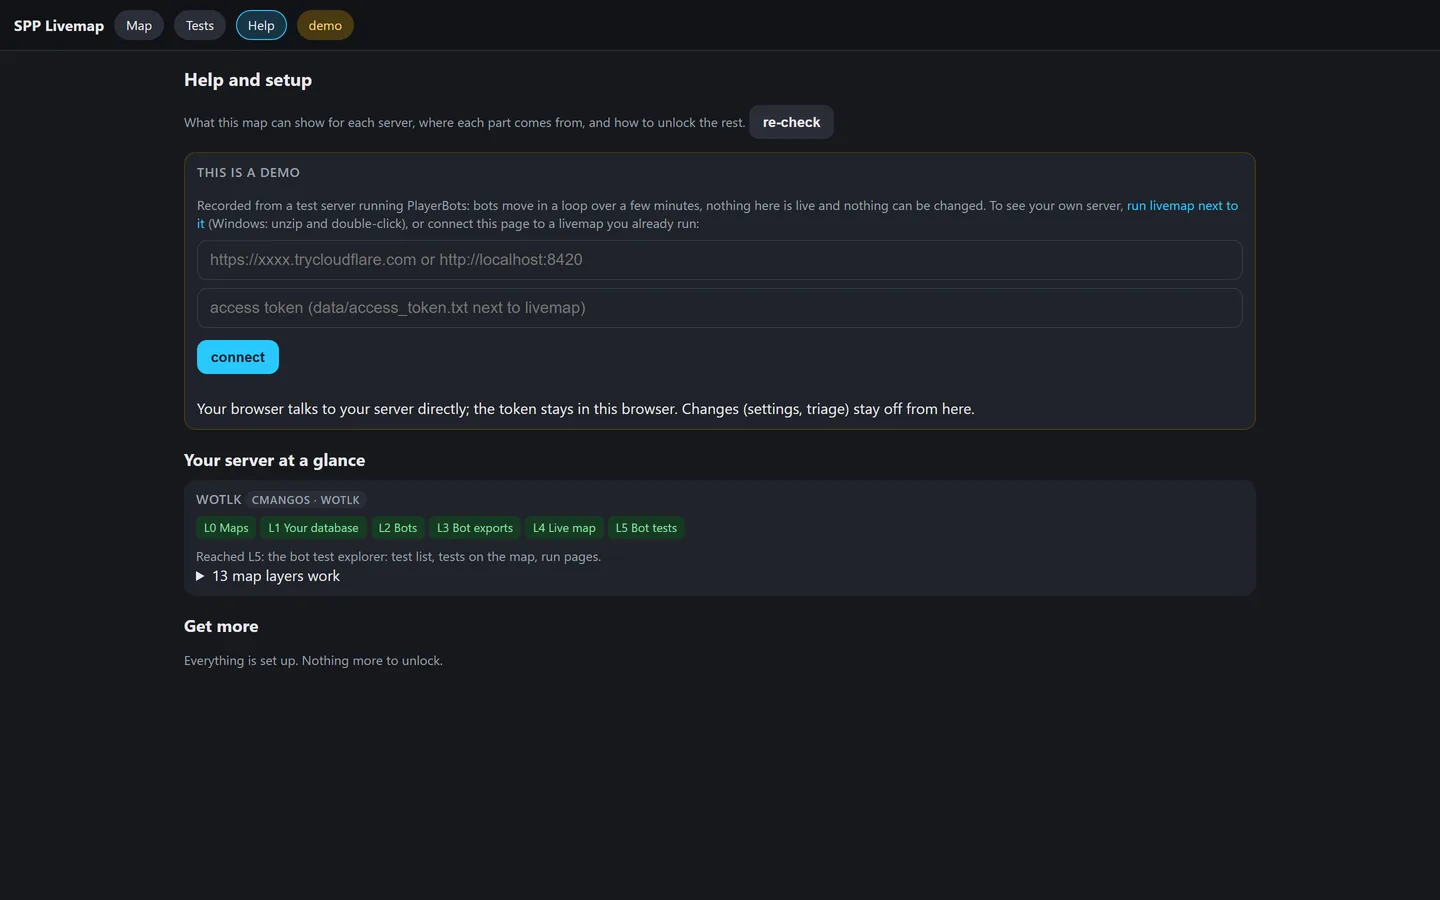 SPP Livemap
Map
Tests
Help
demo
Help and setup
What this map can show for each server, where each part comes from, and how to unlock the rest.
re-check
THIS IS A DEMO
Recorded from a test server running PlayerBots: bots move in a loop over a few minutes, nothing here is live and nothing can be changed. To see your own server, run livemap next to
it (Windows: unzip and double-click), or connect this page to a livemap you already run:
https://xxxx.trycloudflare.com or http://localhost:8420
access token (data/access_token.txt next to livemap)
connect
Your browser talks to your server directly; the token stays in this browser. Changes (settings, triage) stay off from here.
Your server at a glance
WOTLK CMANGOS · WOTLK
L0 Maps
L1 Your database
L2 Bots
L3 Bot exports
L4 Live map
L5 Bot tests
Reached L5: the bot test explorer: test list, tests on the map, run pages.
13 map layers work
Get more
Everything is set up. Nothing more to unlock.